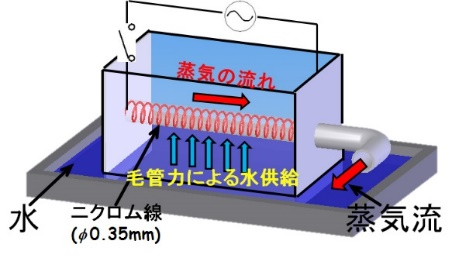 蒸気の流れ
毛管力による水供給
水
ニクロム線
(φ0.35mm)
蒸気流